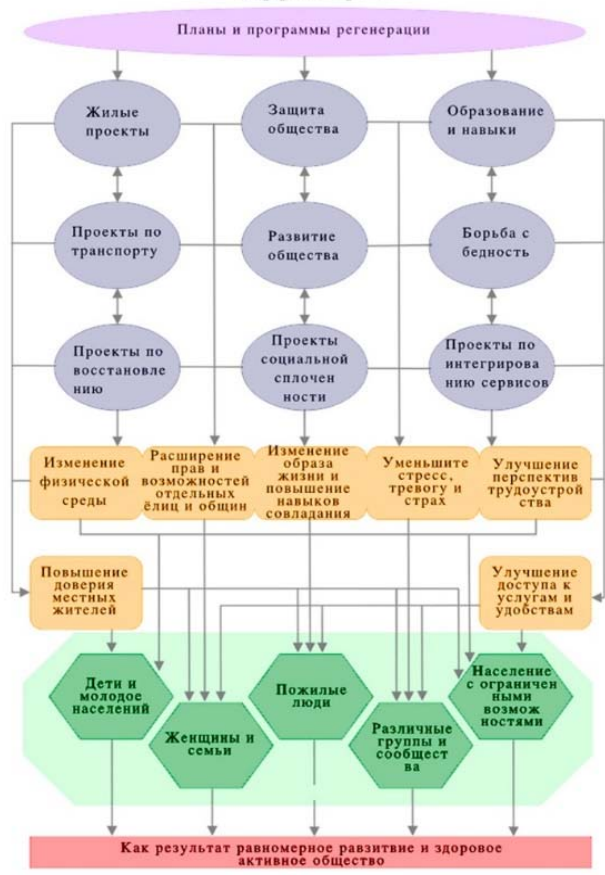 Планы и программы регенерации
Жилые
проекты
Защита
общества
Образование
и навыки
Проекты по
транспорту
Развитие
общества
Борьба с
бедность
Проекты по
восстановле
нию
Проекты
социальной
сплочен
ности
Проекты по
интегрирова
нию сервисов
Изменение
физической
среды
Расширение
прав и
возможностей
отдельных
ёлиц и общин
Изменение
образа
жизни и
повышение
навыков
совладания
Уменьшите
стресс,
тревогу и
страх
Улучшение
перспектив
трудоустрой
ства
Повышение
доверия
местных
жителей
Улучшение
доступа к
услугам и
удобствам
Дети и
молодое
населений
Женщины и
семьи
Пожилые
люди
Различные
группы и
сообщест
ва
Население
с ограничен
ными
возмож
ностями
Как результат равномерное равзитвие и здоровое
активное общество